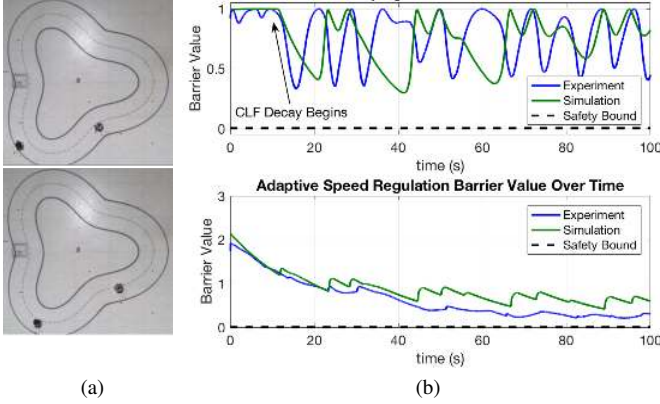 1
0.5
0
Barrier Value
CLF Decay Begins
Experiment
Simulation
Safety Bound
0 20 40 60 80 100
time (s)
Adaptive Speed Regulation Barrier Value Over Time
3
2
1
0
Barrier Value
Experiment
Simulation
Safety Bound
0 20 40 60 80 100
time (s)
(a) (b)